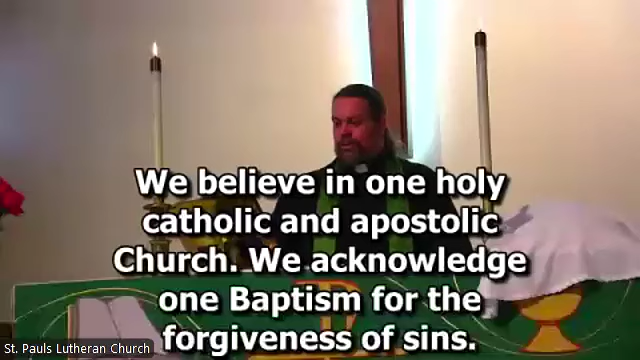 We believe in one holy
catholic and apostolic
Church. We acknowledge
one Baptism for the
forgiveness of sins.
St. Pauls Lutheran Church